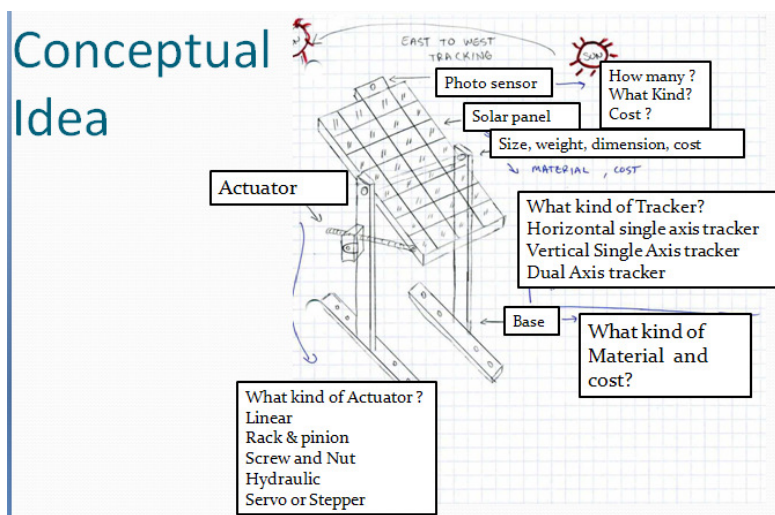 Conceptual
Idea
EAST TO WEST
TRACKING
SUN
Photo sensor
How many ?
What Kind?
Cost ?
Solar panel
Size, weight, dimension, cost
MATERIAL , COST
Actuator
What kind of Tracker?
Horizontal single axis tracker
Vertical Single Axis tracker
Dual Axis tracker
Base
What kind of
Material and
cost?
What kind of Actuator ?
Linear
Rack & pinion
Screw and Nut
Hydraulic
Servo or Stepper